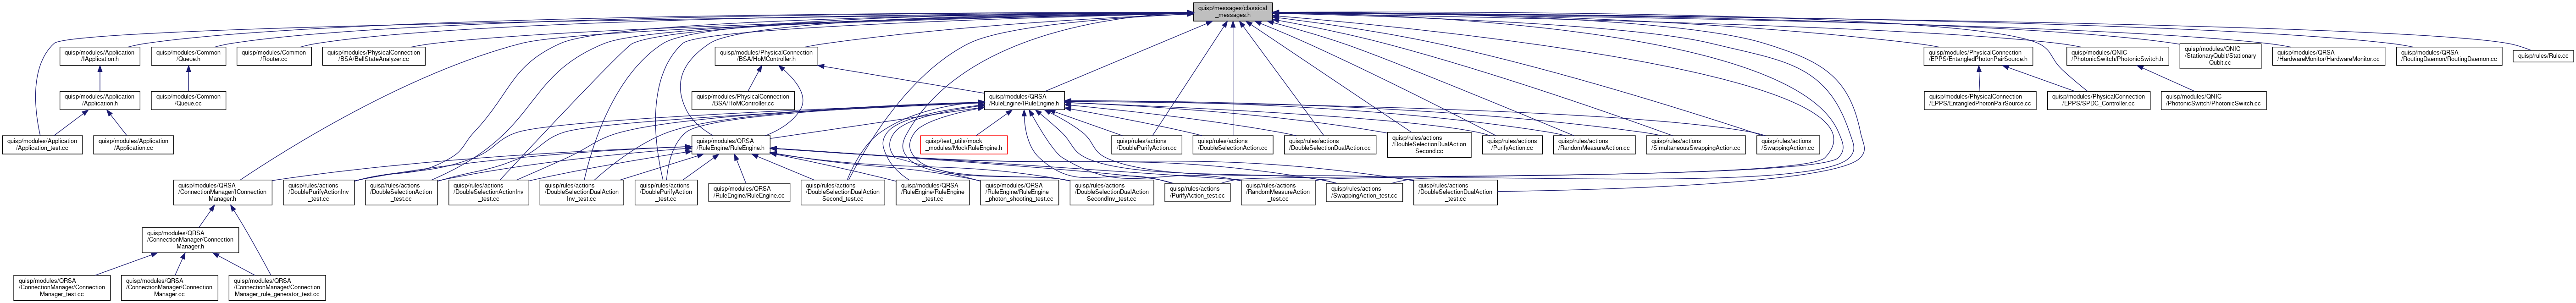 quisp/messages/classical
_messages.h
quisp/modules/Application
/IApplication.h
quisp/modules/Common
/Queue.h
quisp/modules/Common
/Router.cc
quisp/modules/PhysicalConnection
/BSA/BellStateAnalyzer.cc
quisp/modules/PhysicalConnection
/BSA/HoMController.h
quisp/modules/PhysicalConnection
/EPPS/EntangledPhotonPairSource.h
quisp/modules/QNIC
/PhotonicSwitch/PhotonicSwitch.h
quisp/modules/QNIC
/StationaryQubit/Stationary
Qubit.cc
quisp/modules/QRSA
/HardwareMonitor/HardwareMonitor.cc
quisp/modules/QRSA
/RoutingDaemon/RoutingDaemon.cc
quisp/rules/Rule.cc
quisp/modules/Application
/Application.h
quisp/modules/Common
/Queue.cc
quisp/modules/PhysicalConnection
/BSA/HoMController.cc
quisp/modules/QRSA
/RuleEngine/IRuleEngine.h
quisp/modules/PhysicalConnection
/EPPS/EntangledPhotonPairSource.cc
quisp/modules/PhysicalConnection
/EPPS/SPDC_Controller.cc
quisp/modules/QNIC
/PhotonicSwitch/PhotonicSwitch.cc
quisp/modules/Application
/Application_test.cc
quisp/modules/Application
/Application.cc
quisp/modules/QRSA
/RuleEngine/RuleEngine.h
quisp/test_utils/mock
_modules/MockRuleEngine.h
quisp/rules/actions
/DoublePurifyAction.cc
quisp/rules/actions
/DoubleSelectionAction.cc
quisp/rules/actions
/DoubleSelectionDualAction.cc
quisp/rules/actions
/DoubleSelectionDualAction
Second.cc
quisp/rules/actions
/PurifyAction.cc
quisp/rules/actions
/RandomMeasureAction.cc
quisp/rules/actions
/SimultaneousSwappingAction.cc
quisp/rules/actions
/SwappingAction.cc
quisp/modules/QRSA
/ConnectionManager/IConnection
Manager.h
quisp/rules/actions
/DoublePurifyActionInv
_test.cc
quisp/rules/actions
/DoubleSelectionAction
_test.cc
quisp/rules/actions
/DoubleSelectionActionInv
_test.cc
quisp/rules/actions
/DoubleSelectionDualAction
Inv_test.cc
quisp/rules/actions
/DoublePurifyAction
_test.cc
quisp/modules/QRSA
/RuleEngine/RuleEngine.cc
quisp/rules/actions
/DoubleSelectionDualAction
Second_test.cc
quisp/modules/QRSA
/RuleEngine/RuleEngine
_test.cc
quisp/modules/QRSA
/RuleEngine/RuleEngine
_photon_shooting_test.cc
quisp/rules/actions
/DoubleSelectionDualAction
SecondInv_test.cc
quisp/rules/actions
/PurifyAction_test.cc
quisp/rules/actions
/RandomMeasureAction
_test.cc
quisp/rules/actions
/SwappingAction_test.cc
quisp/rules/actions
/DoubleSelectionDualAction
_test.cc
quisp/modules/QRSA
/ConnectionManager/Connection
Manager.h
quisp/modules/QRSA
/ConnectionManager/Connection
Manager_test.cc
quisp/modules/QRSA
/ConnectionManager/Connection
Manager.cc
quisp/modules/QRSA
/ConnectionManager/Connection
Manager_rule_generator_test.cc